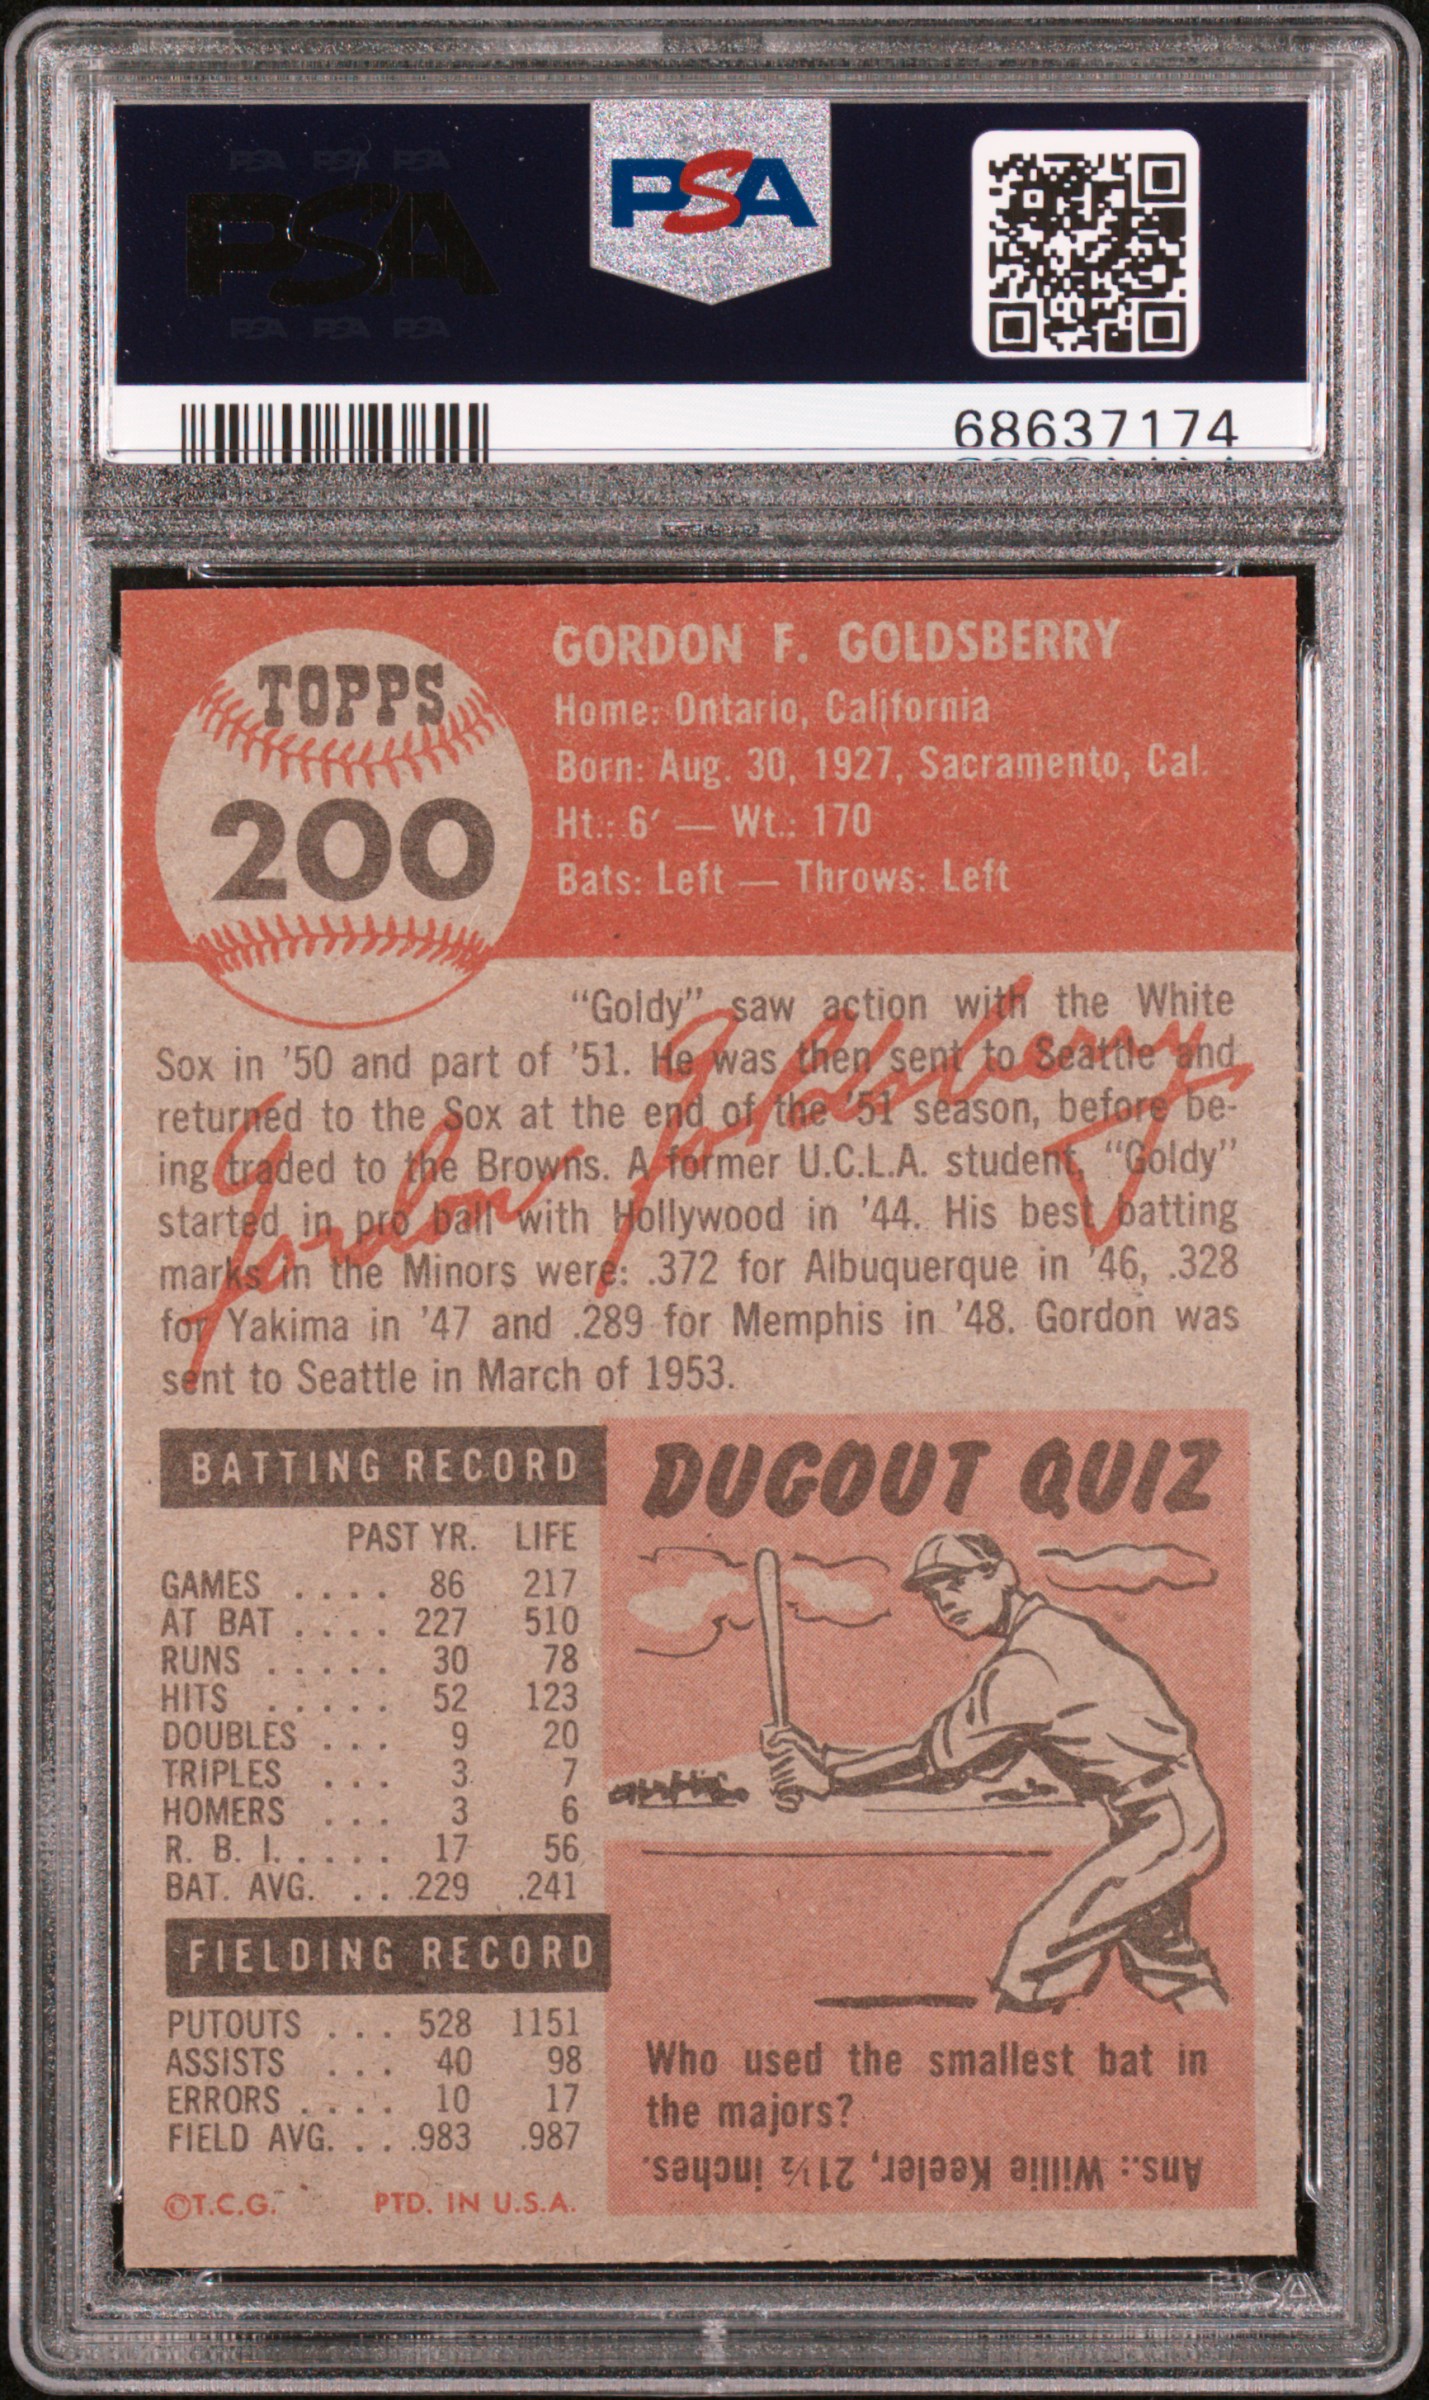 PSA PSA PSA
PSA
PSA PSA PSA
PSA
68637174
TOPPS
200
GORDON F. GOLDSBERRY
Home: Ontario, California
Born: Aug. 30, 1927, Sacramento, Cal.
Ht.: 6′ — Wt.: 170
Bats: Left — Throws: Left
"Goldy" saw action with the White
Sox in '50 and part of '51. He was then sent to Seattle and
returned to the Sox at the end of the '51 season, before be-
ing traded to the Browns. A former U.C.L.A. student, "Goldy"
started in pro ball with Hollywood in '44. His best batting
marks in the Minors were: .372 for Albuquerque in '46, .328
for Yakima in '47 and .289 for Memphis in '48. Gordon was
sent to Seattle in March of 1953.
Gordon Goldsberry
BATTING RECORD
PAST YR. LIFE
GAMES . . . . 86 217
AT BAT . . . . 227 510
RUNS . . . . . 30 78
HITS . . . . . 52 123
DOUBLES . . . 9 20
TRIPLES . . . 3 7
HOMERS . . . 3 6
R. B. I. . . . . 17 56
BAT. AVG. . . .229 .241
FIELDING RECORD
PUTOUTS . . . 528 1151
ASSISTS . . . 40 98
ERRORS . . . . 10 17
FIELD AVG. . . .983 .987
©T.C.G. PTD. IN U.S.A.
DUGOUT QUIZ
Who used the smallest bat in
the majors?
Ans.: Willie Keeler, 21½ inches.
PSA